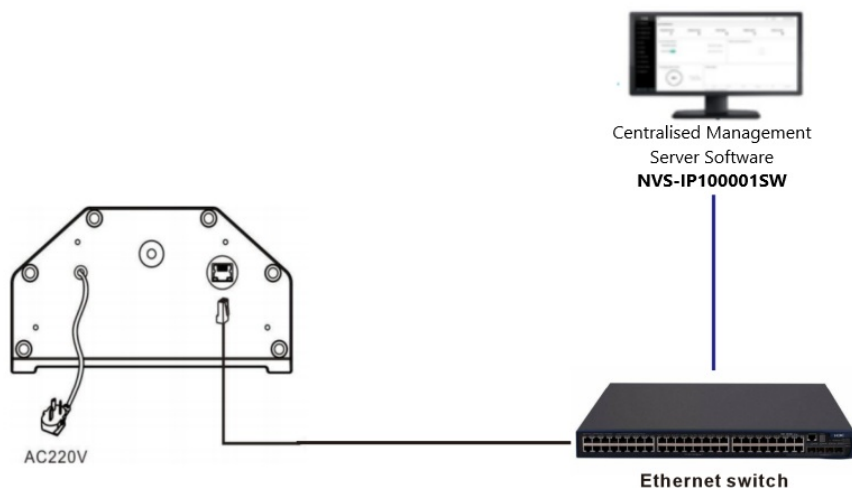 Centralised Management
Server Software
NVS-IP100001SW
AC220V
Ethernet switch